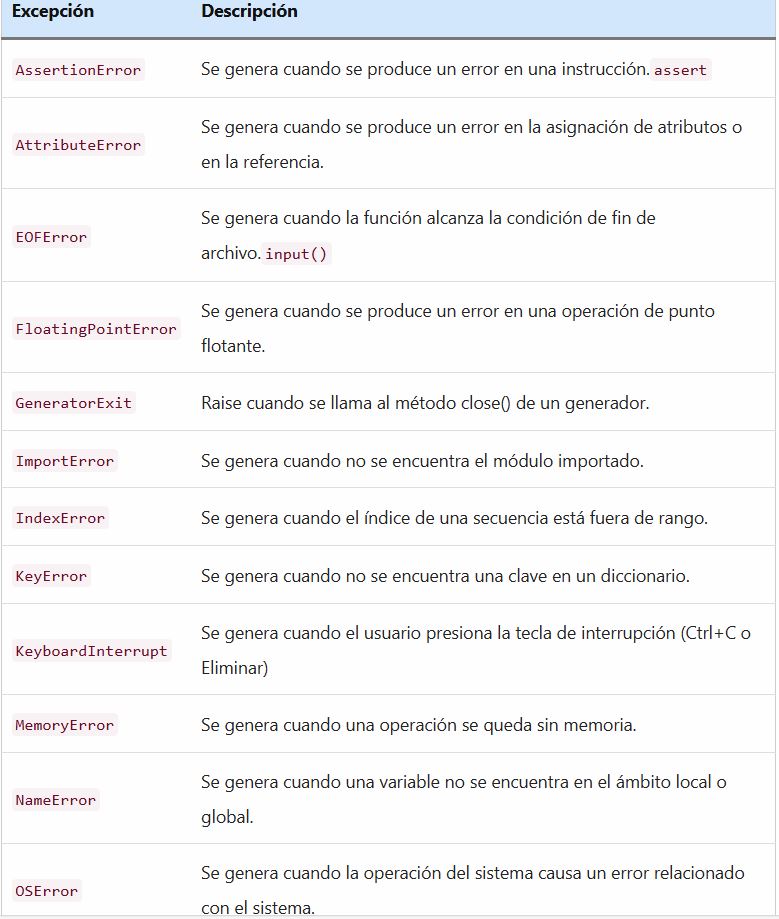 Excepción Descripción
AssertionError Se genera cuando se produce un error en una instrucción. assert
AttributeError Se genera cuando se produce un error en la asignación de atributos o
en la referencia.
EOFError Se genera cuando la función alcanza la condición de fin de
archivo. input()
FloatingPointError Se genera cuando se produce un error en una operación de punto
flotante.
GeneratorExit Raise cuando se llama al método close() de un generador.
ImportError Se genera cuando no se encuentra el módulo importado.
IndexError Se genera cuando el índice de una secuencia está fuera de rango.
KeyError Se genera cuando no se encuentra una clave en un diccionario.
KeyboardInterrupt Se genera cuando el usuario presiona la tecla de interrupción (Ctrl+C o
Eliminar)
MemoryError Se genera cuando una operación se queda sin memoria.
NameError Se genera cuando una variable no se encuentra en el ámbito local o
global.
OSError Se genera cuando la operación del sistema causa un error relacionado
con el sistema.